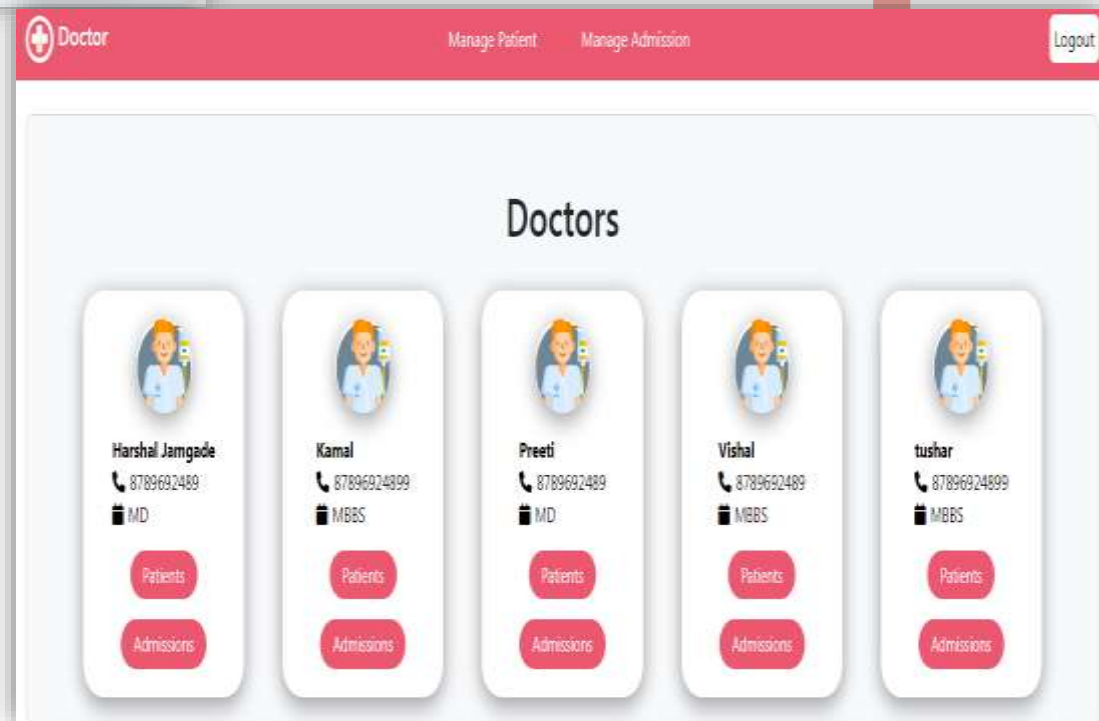 Doctor Manage Patient Manage Admission Logout
Doctors
Harshal Jamgade
8789692489
MD
Patients
Admissions
Kamal
87896924899
MBBS
Patients
Admissions
Preeti
8789692489
MD
Patients
Admissions
Vishal
8789692489
MBBS
Patients
Admissions
tushar
87896924899
MBBS
Patients
Admissions